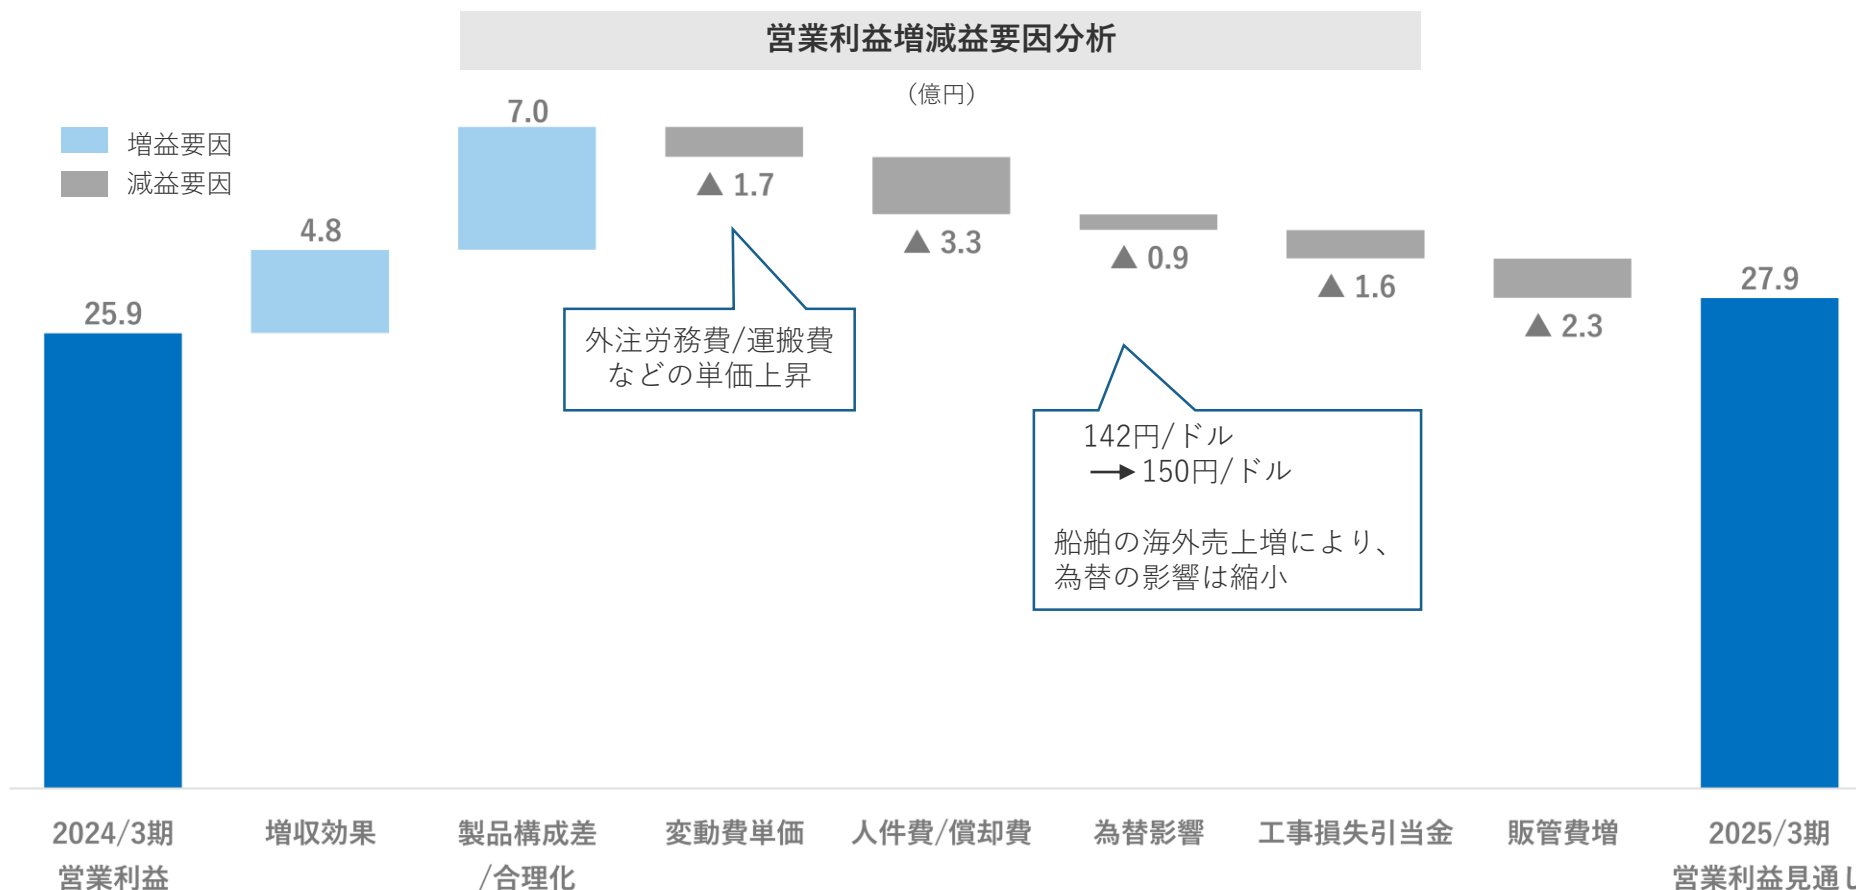 営業利益増減益要因分析
（億円）
増益要因
減益要因
25.9
4.8
7.0
▲ 1.7
▲ 3.3
▲ 0.9
▲ 1.6
▲ 2.3
27.9
外注労務費/運搬費
などの単価上昇
142円/ドル
→150円/ドル
船舶の海外売上増により、
為替の影響は縮小
2024/3期
営業利益
増収効果
製品構成差
/合理化
変動費単価
人件費/償却費
為替影響
工事損失引当金
販管費増
2025/3期
営業利益見通し